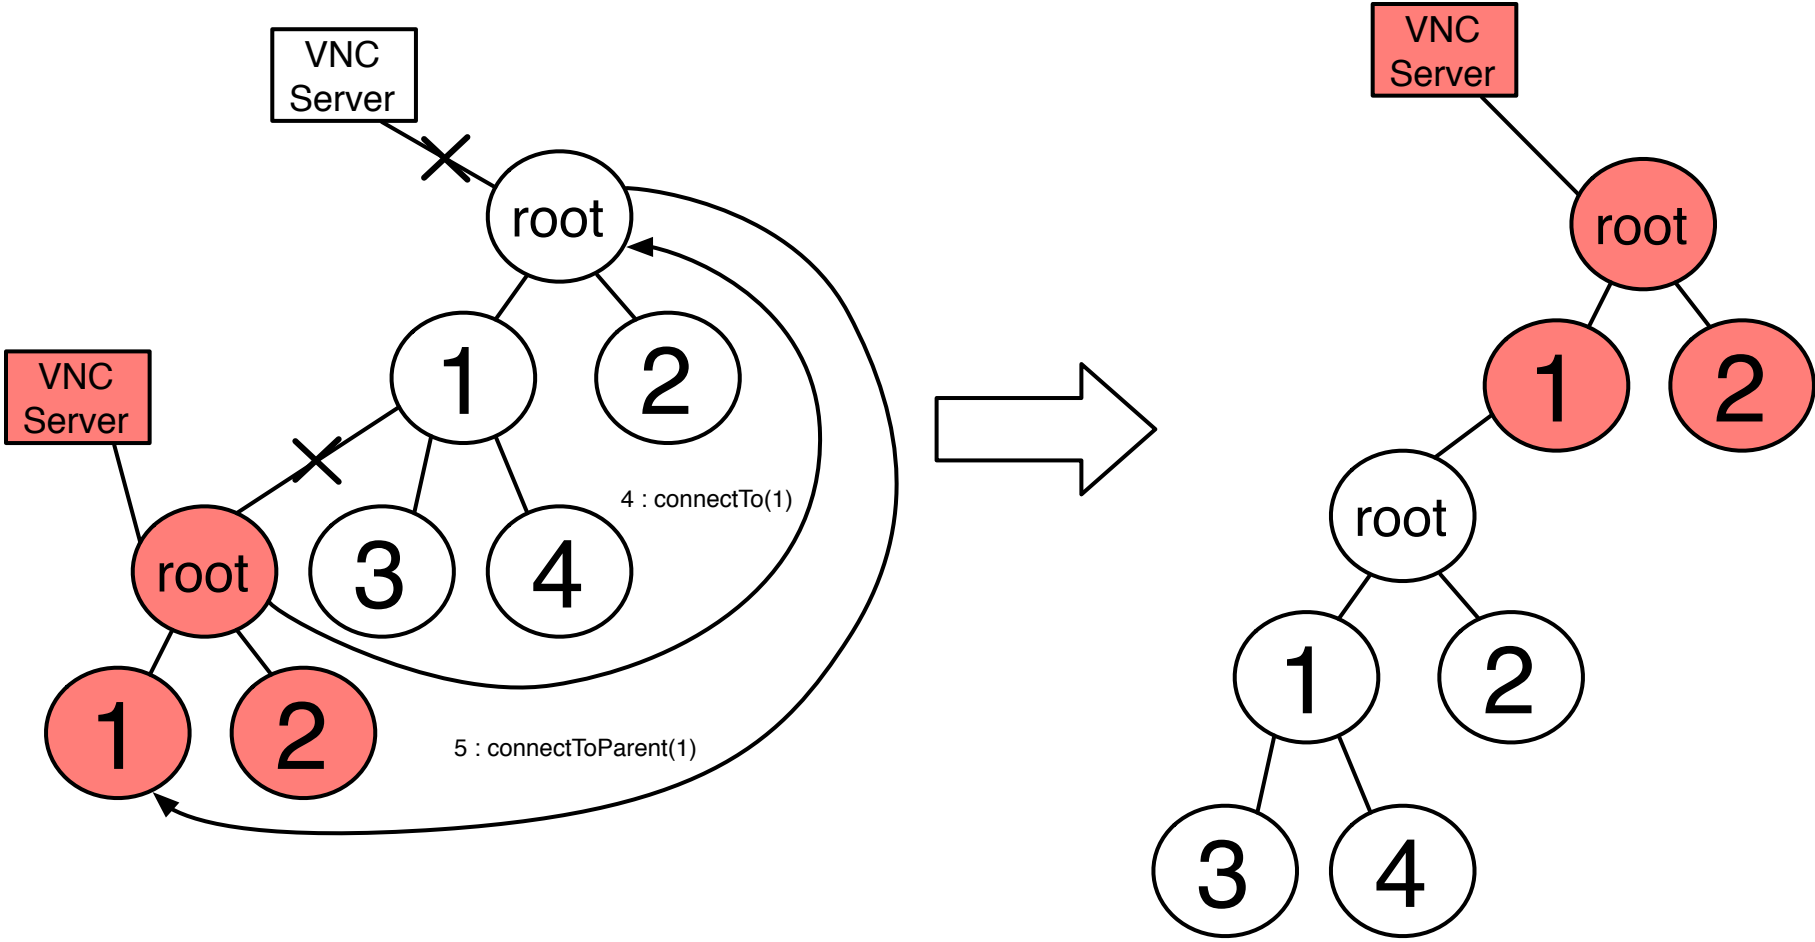 VNC
Server
root
1
2
VNC
Server
3
4
root
1
2
4 : connectTo(1)
5 : connectToParent(1)
VNC
Server
root
1
2
root
1
2
3
4